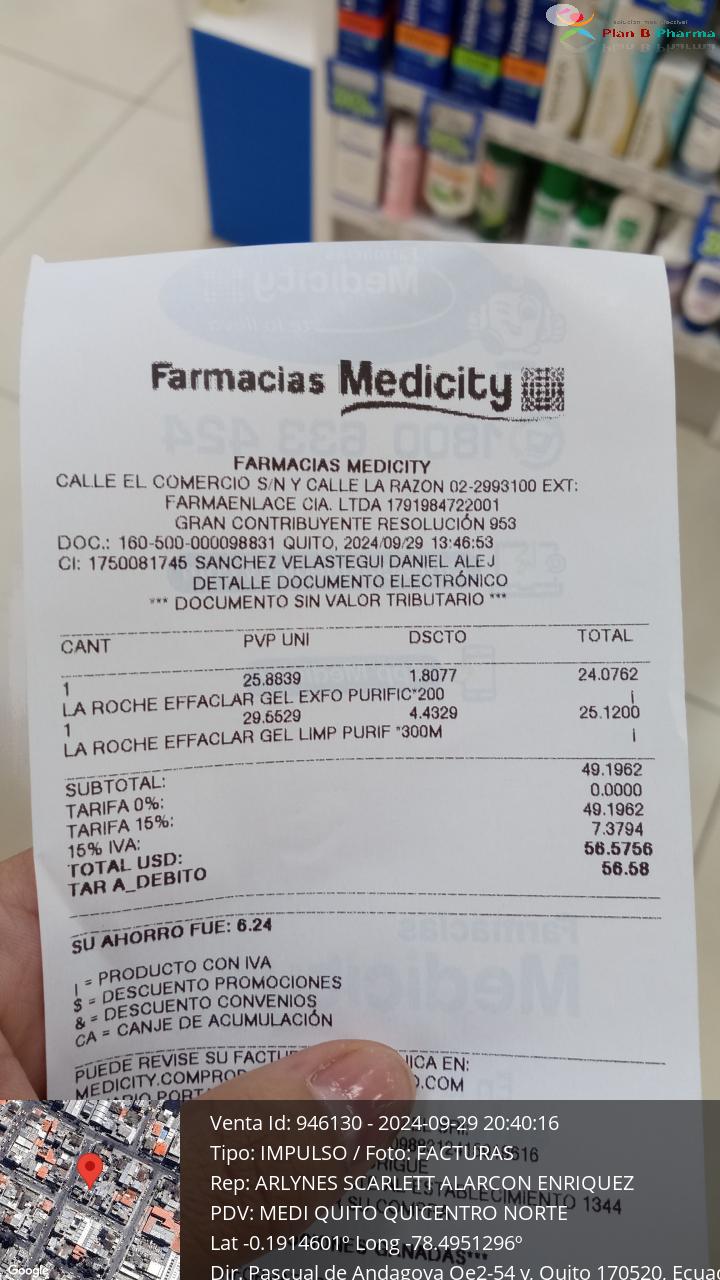 Plan B Pharma
Farmacias Medicity
FARMACIAS MEDICITY
CALLE EL COMERCIO S/N Y CALLE LA RAZON 02-2993100 EXT:
FARMAENLACE CIA. LTDA 1791984722001
GRAN CONTRIBUYENTE RESOLUCIÓN 953
DOC.: 160-500-000098831 QUITO, 2024/09/29 13:46:53
CI: 1750081745 SANCHEZ VELASTEGUI DANIEL ALEJ
DETALLE DOCUMENTO ELECTRÓNICO
*** DOCUMENTO SIN VALOR TRIBUTARIO ***
CANT PVP UNI DSCTO TOTAL
1 25.8839 1.8077 24.0762
LA ROCHE EFFACLAR GEL EXFO PURIFIC*200 i
1 29.5529 4.4329 25.1200
LA ROCHE EFFACLAR GEL LIMP PURIF *300M i
SUBTOTAL: 49.1962
TARIFA 0%: 0.0000
TARIFA 15%: 49.1962
15% IVA: 7.3794
TOTAL USD: 56.5756
TAR A_DEBITO 56.58
SU AHORRO FUE: 6.24
I = PRODUCTO CON IVA
$ = DESCUENTO PROMOCIONES
& = DESCUENTO CONVENIOS
CA = CANJE DE ACUMULACIÓN
PUEDE REVISE SU FACTU ICA EN:
MEDICITY.COMPRO .COM
Venta Id: 946130 - 2024-09-29 20:40:16
Tipo: IMPULSO / Foto: FACTURAS
Rep: ARLYNES SCARLETT ALARCON ENRIQUEZ
ESTABLECIMIENTO 1344
PDV: MEDI QUITO QUICENTRO NORTE
Lat -0.1914601º Long -78.4951296º
Dir. Pascual de Andagoya Oe2-54 y, Quito 170520, Ecua
Google